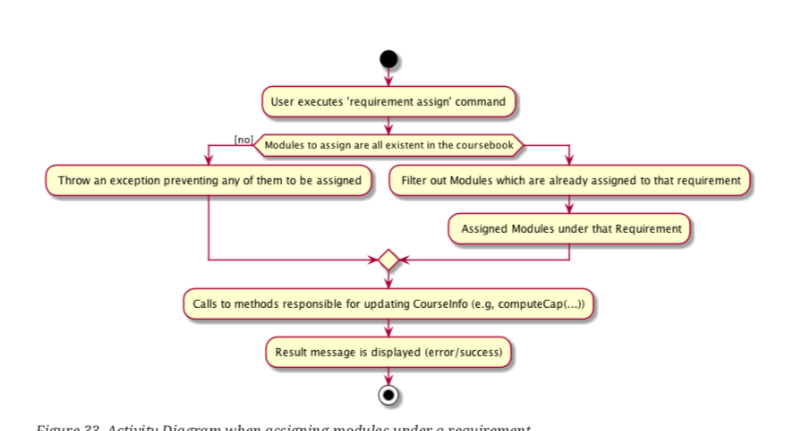 User executes 'requirement assign' command
[no]
Modules to assign are all existent in the coursebook
Throw an exception preventing any of them to be assigned
Filter out Modules which are already assigned to that requirement
Assigned Modules under that Requirement
Calls to methods responsible for updating CourseInfo (e.g, computeCap(...))
Result message is displayed (error/success)
Figure 33. Activity Diagram when assigning modules under a requirement